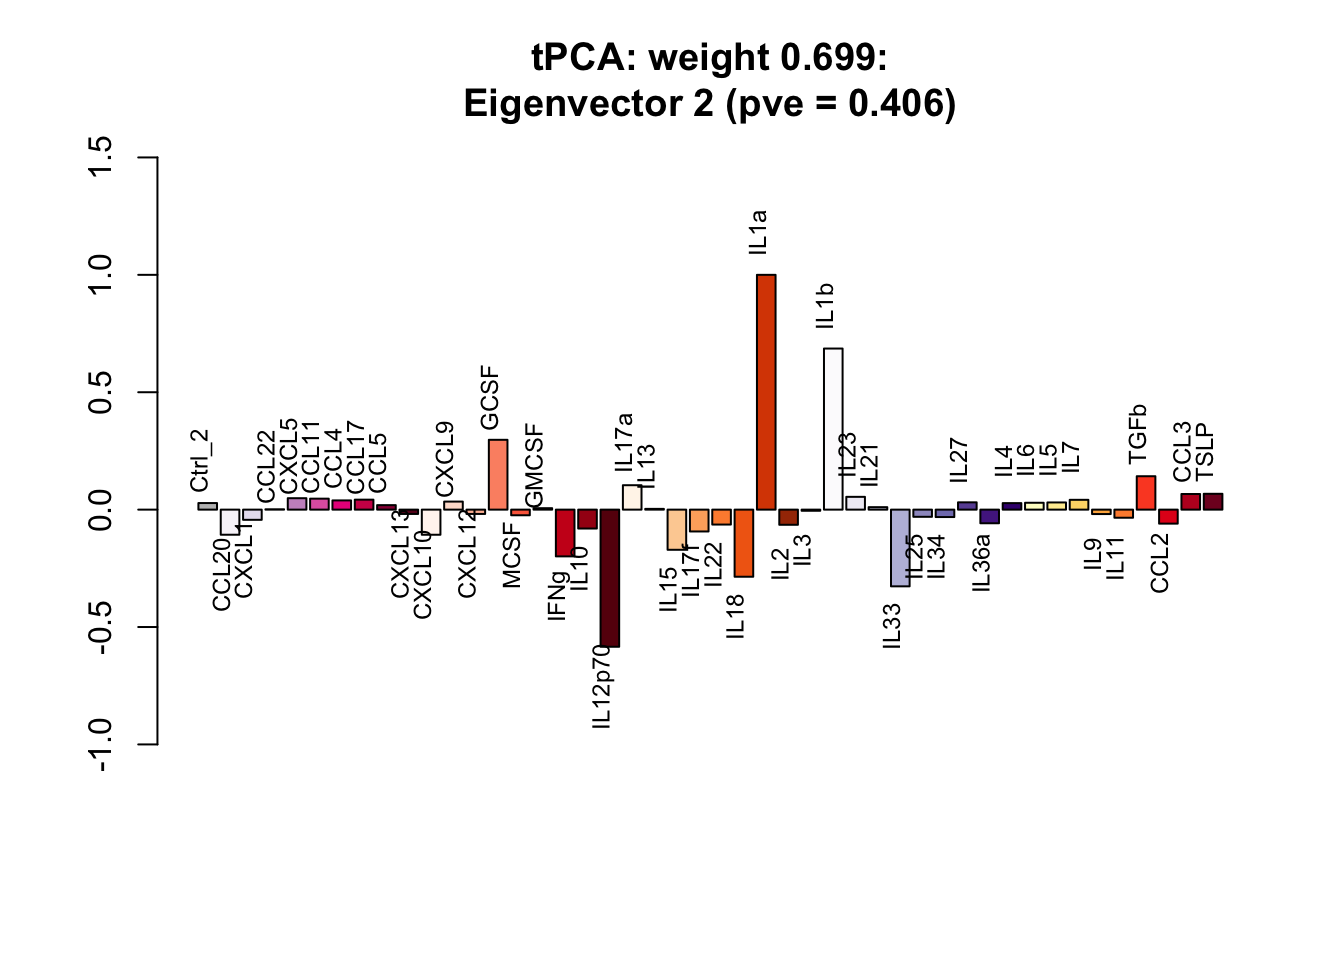 tPCA: weight 0.699:
Eigenvector 2 (pve = 0.406)
1.5
1.0
0.5
0.0
-0.5
-1.0
Ctrl_2
CCL20
CXCL1
CCL22
CXCL5
CCL11
CCL4
CCL17
CCL5
CXCL13
CXCL10
CXCL9
CXCL12
GCSF
MCSF
GMCSF
IFNg
IL10
IL12p70
IL17a
IL13
IL15
IL17f
IL22
IL18
IL1a
IL2
IL3
IL1b
IL23
IL21
IL33
IL25
IL34
IL27
IL36a
IL4
IL6
IL5
IL7
IL9
IL11
TGFb
CCL2
CCL3
TSLP